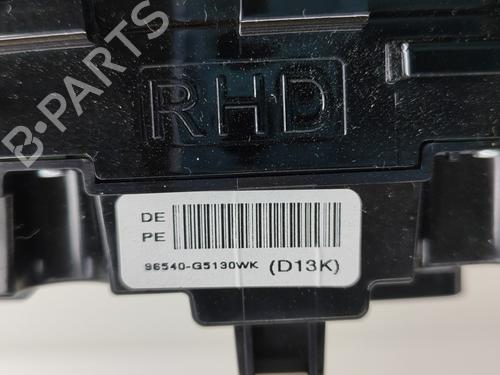 RHD
B-PARTS
DE
PE
96540-G5130WK (D13K)